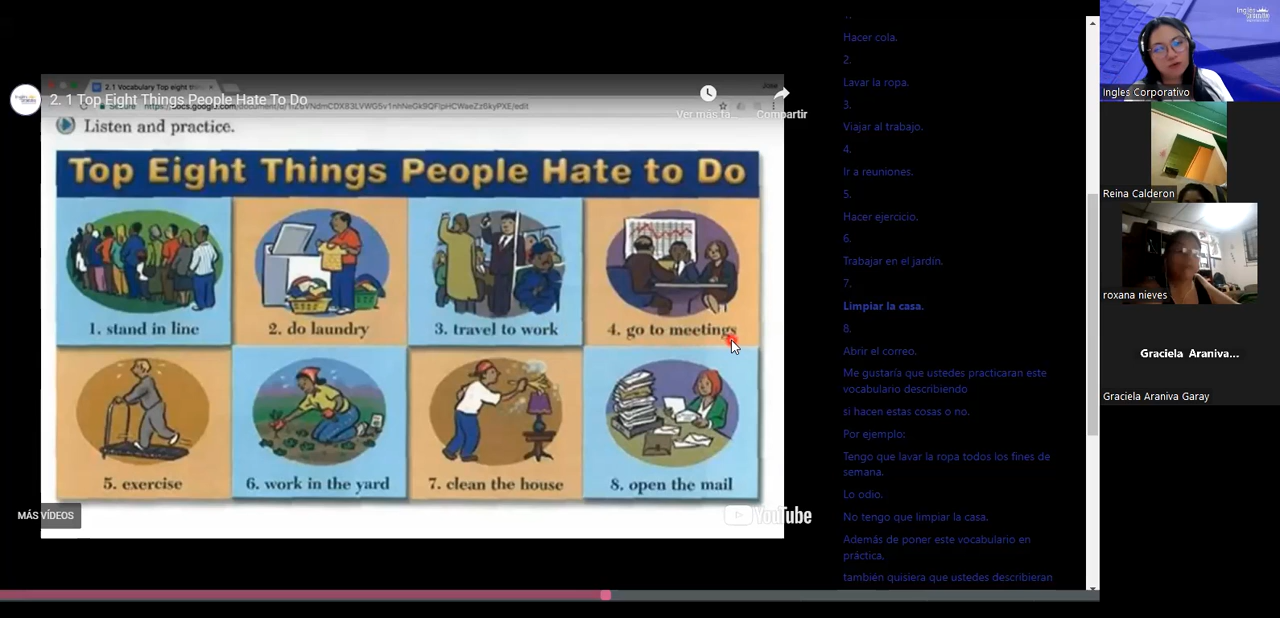 2.1 Vocabulary Top eight thin
2. 1 Top Eight Things People Hate To Do
Ver más ta...
Compartir
Listen and practice.
Top Eight Things People Hate to Do
1. stand in line
2. do laundry
3. travel to work
4. go to meetings
5. exercise
6. work in the yard
7. clean the house
8. open the mail
MÁS VÍDEOS
YouTube
Hacer cola.
2.
Lavar la ropa.
3.
Viajar al trabajo.
4.
Ir a reuniones.
5.
Hacer ejercicio.
6.
Trabajar en el jardín.
7.
Limpiar la casa.
8.
Abrir el correo.
Me gustaría que ustedes practicaran este
vocabulario describiendo
si hacen estas cosas o no.
Por ejemplo:
Tengo que lavar la ropa todos los fines de
semana.
Lo odio.
No tengo que limpiar la casa.
Además de poner este vocabulario en
práctica,
también quisiera que ustedes describieran
Ingles Corporativo
Reina Calderon
roxana nieves
Graciela Araniva...
Graciela Araniva Garay